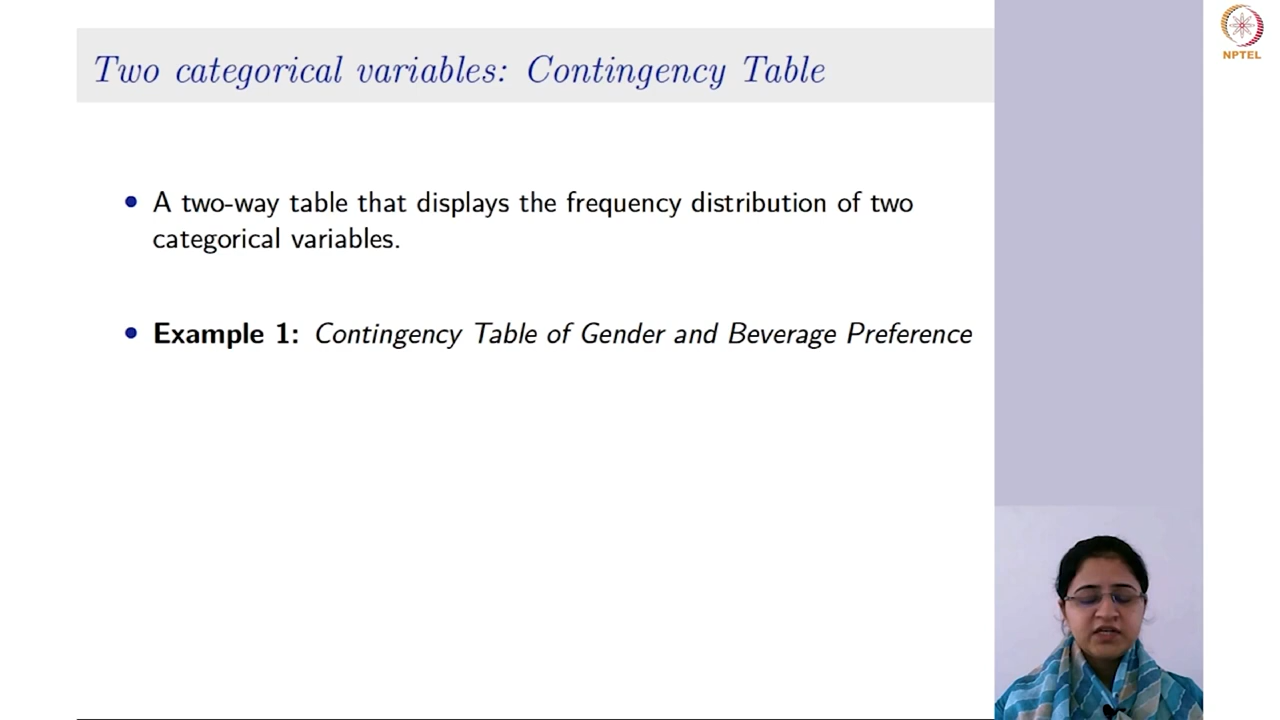 Two categorical variables: Contingency Table
NPTEL
• A two-way table that displays the frequency distribution of two
categorical variables.
• Example 1: Contingency Table of Gender and Beverage Preference